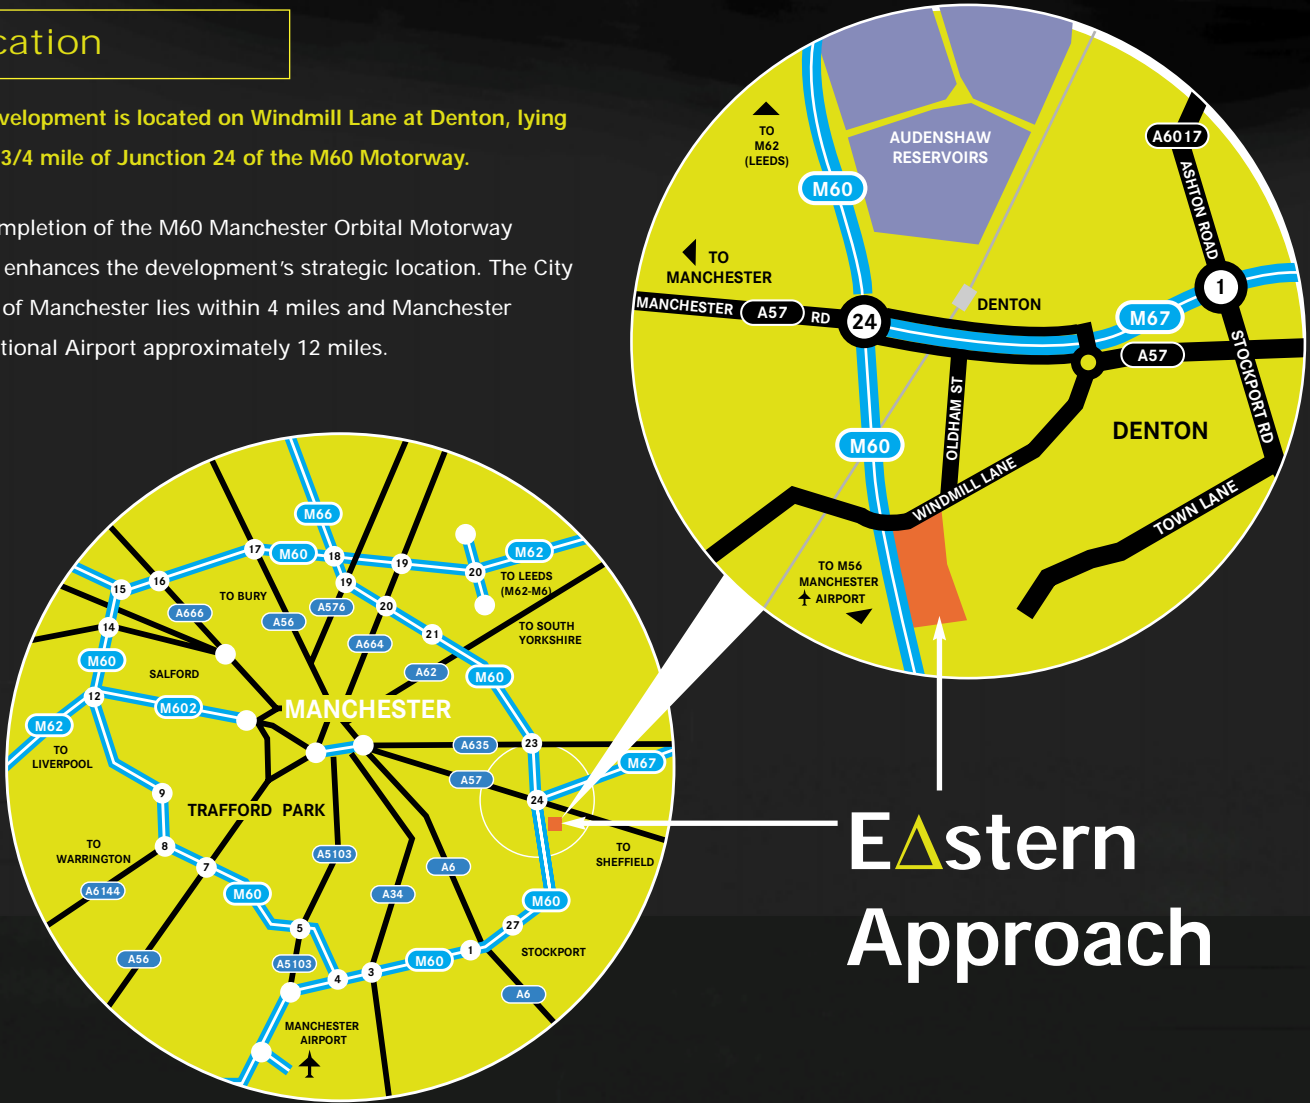 cation
velopment is located on Windmill Lane at Denton, lying
3/4 mile of Junction 24 of the M60 Motorway.
mpletion of the M60 Manchester Orbital Motorway
enhances the development's strategic location. The City
of Manchester lies within 4 miles and Manchester
tional Airport approximately 12 miles.
TO
M62
(LEEDS)
AUDENSHAW
RESERVOIRS
A6017
ASHTON ROAD
M60
TO
MANCHESTER
MANCHESTER
A57
RD
24
DENTON
M67
1
A57
STOCKPORT RD
OLDHAM ST
M60
DENTON
WINDMILL LANE
TOWN LANE
TO M56
MANCHESTER
AIRPORT
M66
17
M60
18
19
M62
20
TO LEEDS
(M62-M6)
15
16
19
TO BURY
A666
A56
A576
20
A664
21
TO SOUTH
YORKSHIRE
14
M60
SALFORD
A62
M60
12
M602
MANCHESTER
M62
TO
LIVERPOOL
A635
23
M67
A57
24
9
TRAFFORD PARK
TO
WARRINGTON
8
7
A5103
A6
TO
SHEFFIELD
A6144
M60
A34
M60
5
27
A56
A5103
4
3
M60
1
STOCKPORT
A6
MANCHESTER
AIRPORT
EΔstern
Approach